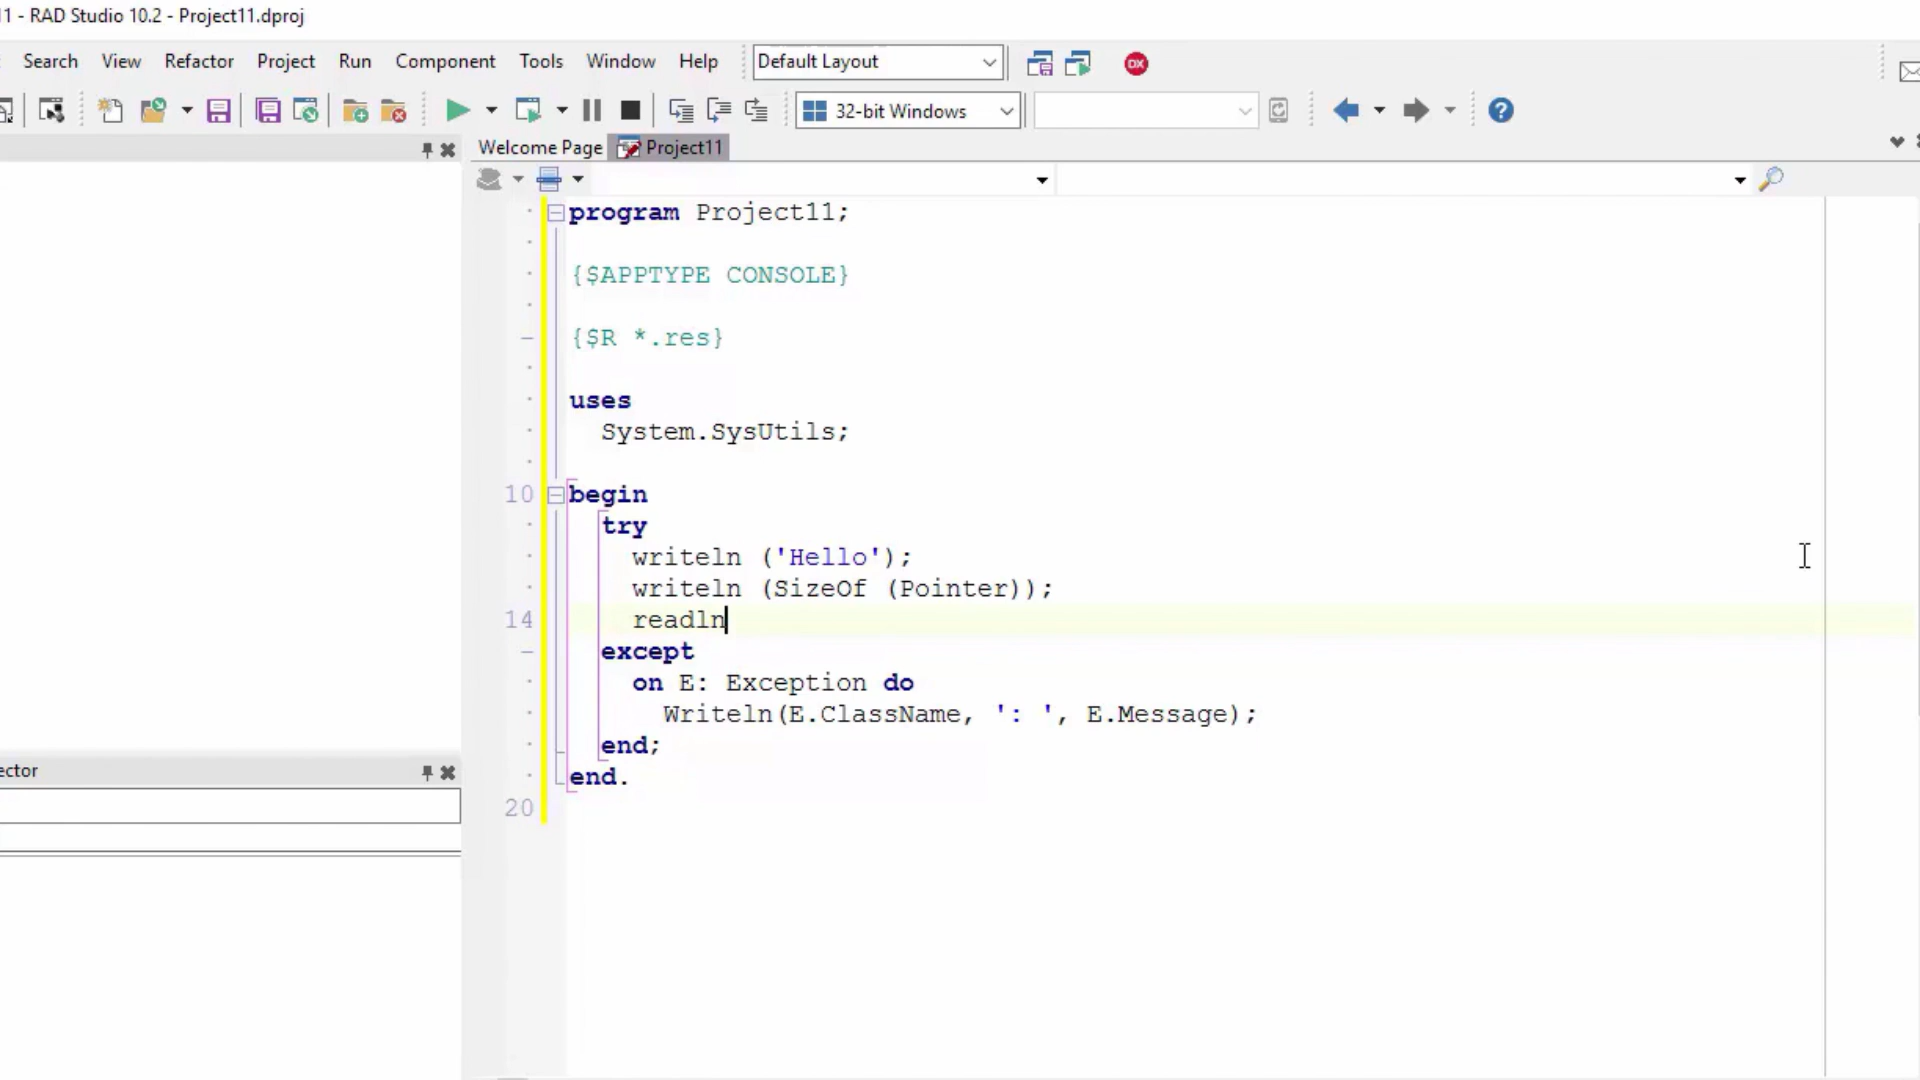 11 - RAD Studio 10.2 - Project11.dproj
Search View Refactor Project Run Component Tools Window Help Default Layout DX
32-bit Windows ?
Welcome Page Project11
program Project11;
{$APPTYPE CONSOLE}
{$R *.res}
uses
System.SysUtils;
10 begin
try
writeln ('Hello');
writeln (SizeOf (Pointer));
14 readln
except
on E: Exception do
Writeln(E.ClassName, ': ', E.Message);
end;
end.
20
ector